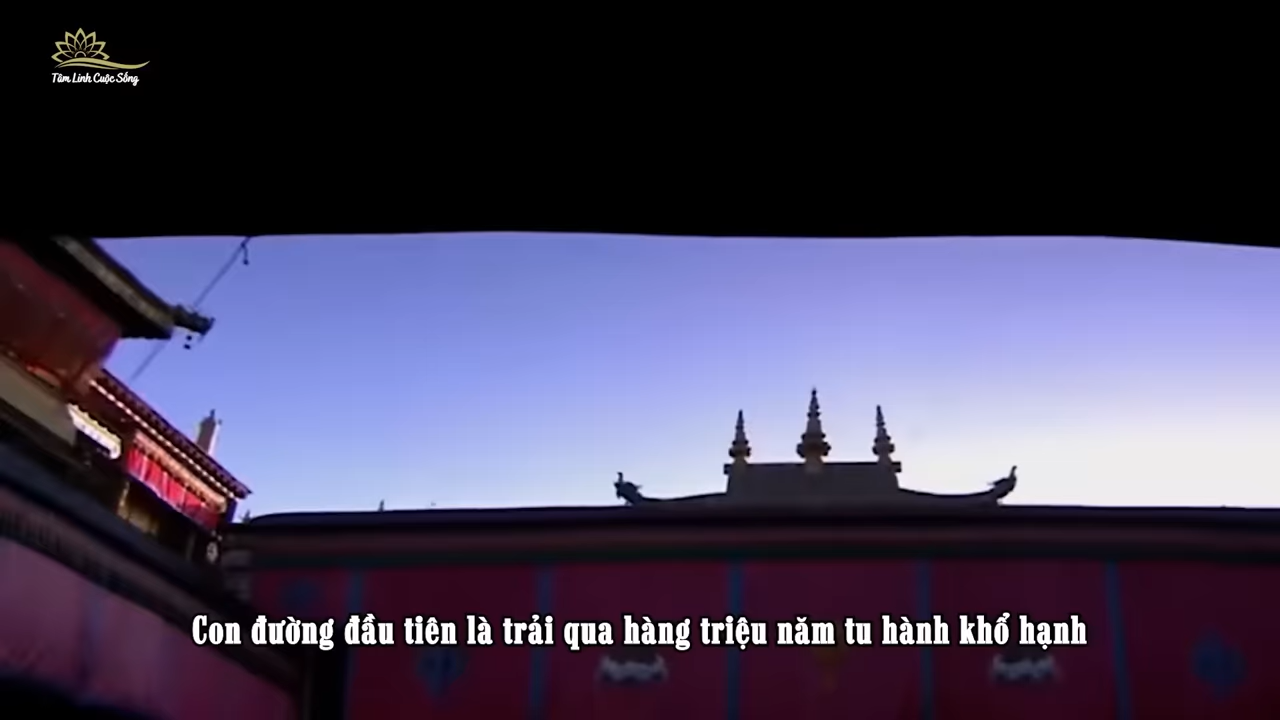 Tâm Linh Cuộc Sống
Con đường đầu tiên là trải qua hàng triệu năm tu hành khổ hạnh